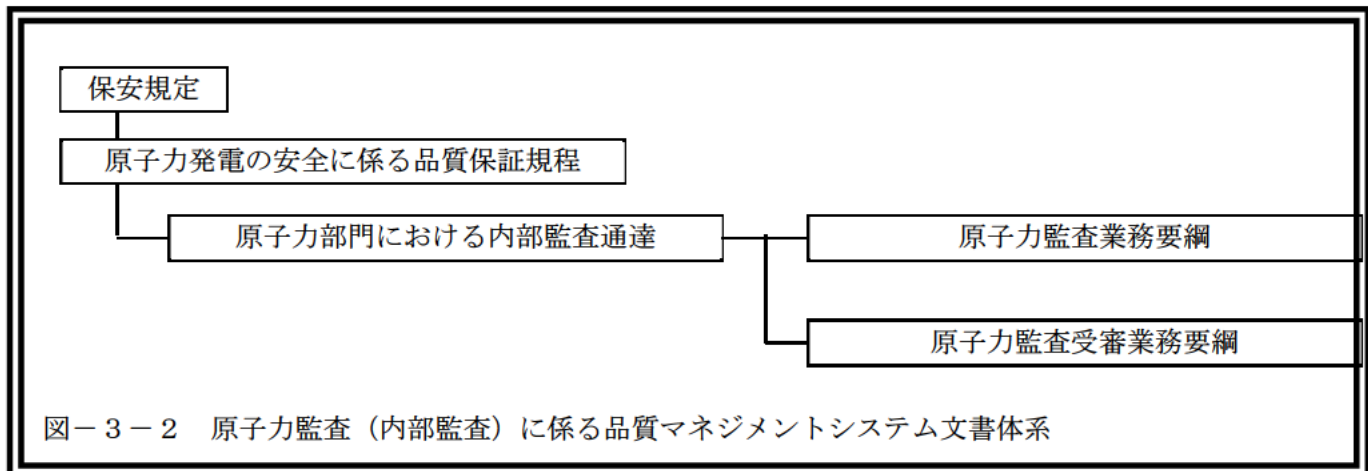 保安規定
原子力発電の安全に係る品質保証規程
原子力部門における内部監査通達
原子力監査業務要綱
原子力監査受審業務要綱
図－３－２　原子力監査（内部監査）に係る品質マネジメントシステム文書体系